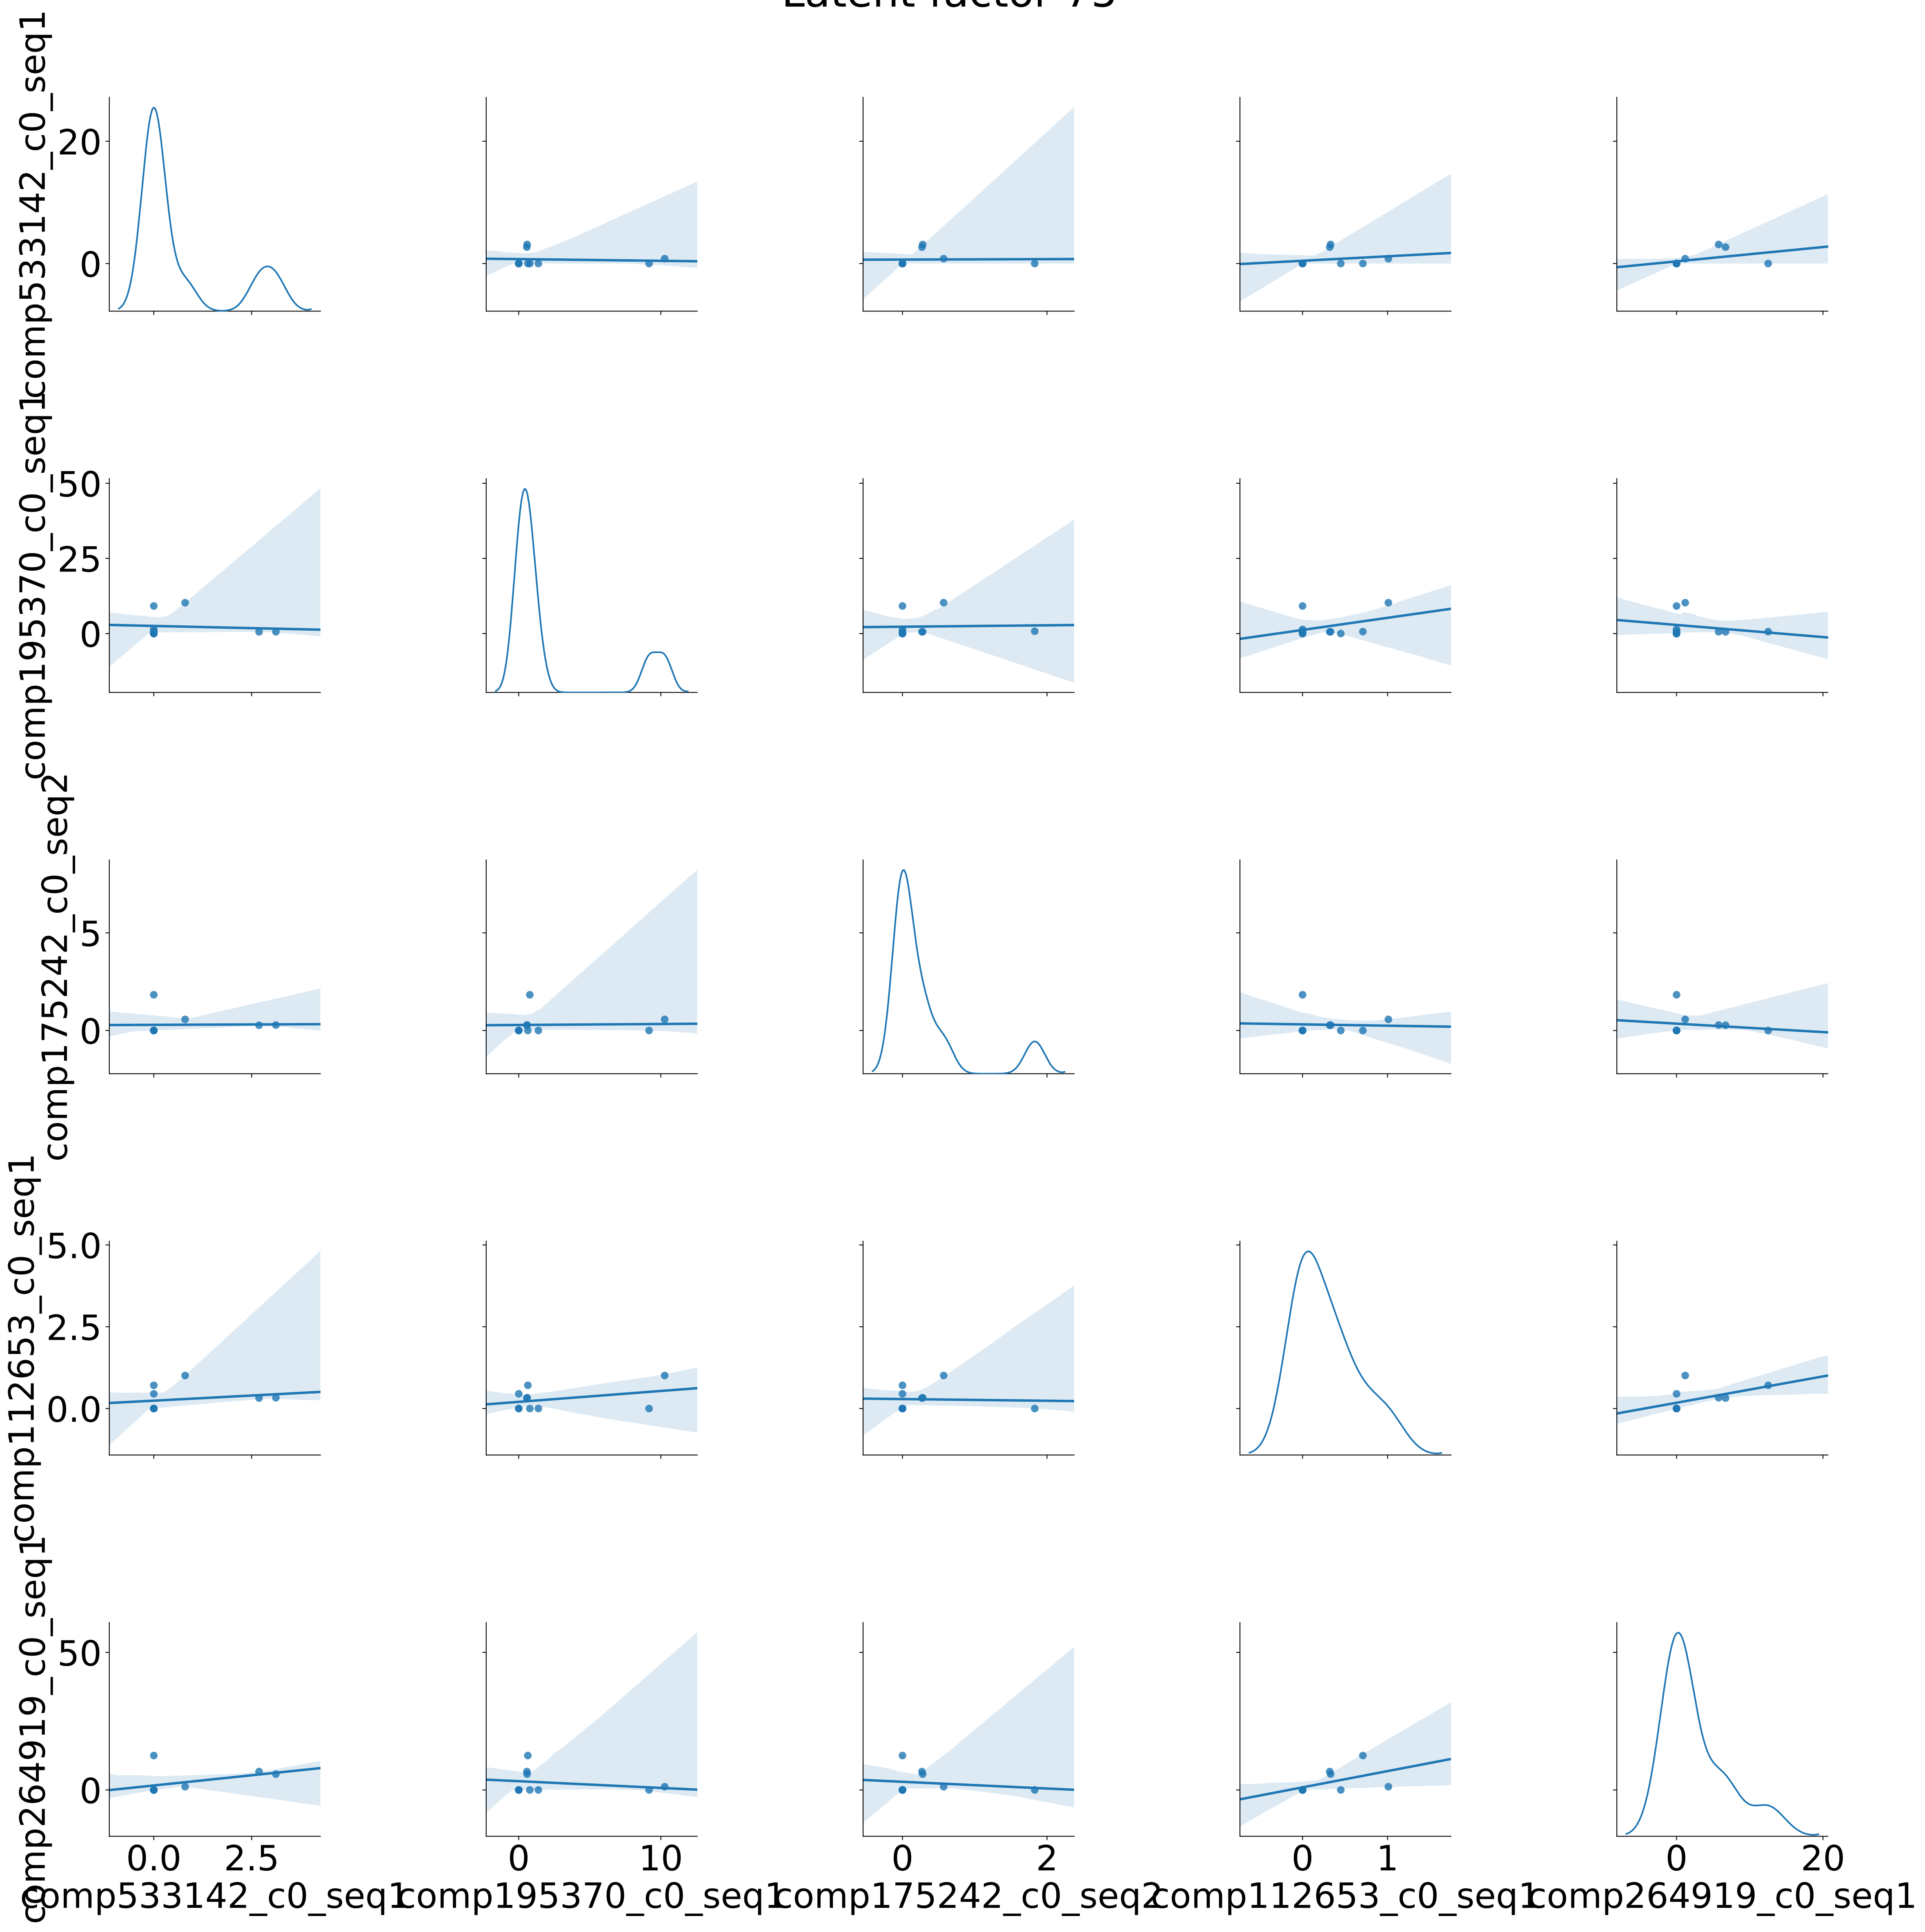 Latent factor 75
comp533142_c0_seq1
20
0
comp195370_c0_seq1
50
25
0
comp175242_c0_seq2
5
0
comp112653_c0_seq1
5.0
2.5
0.0
comp264919_c0_seq1
50
0
0.0 2.5 0 10 0 2 0 1 0 20
comp533142_c0_seq1 comp195370_c0_seq1 comp175242_c0_seq2 comp112653_c0_seq1 comp264919_c0_seq1